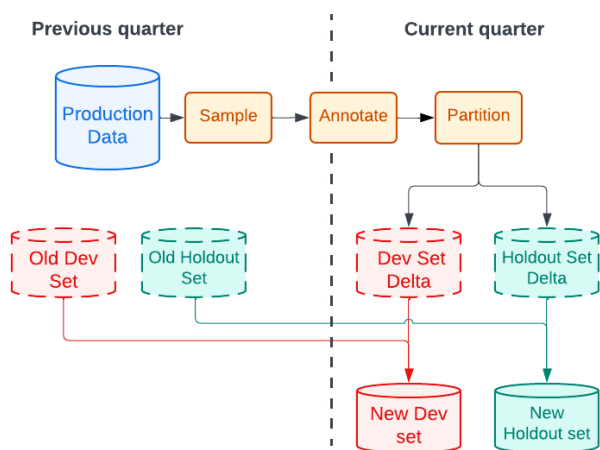 Previous quarter
Current quarter
Production
Data
Sample
Annotate
Partition
Old Dev
Set
Old Holdout
Set
Dev Set
Delta
Holdout Set
Delta
New Dev
set
New
Holdout set